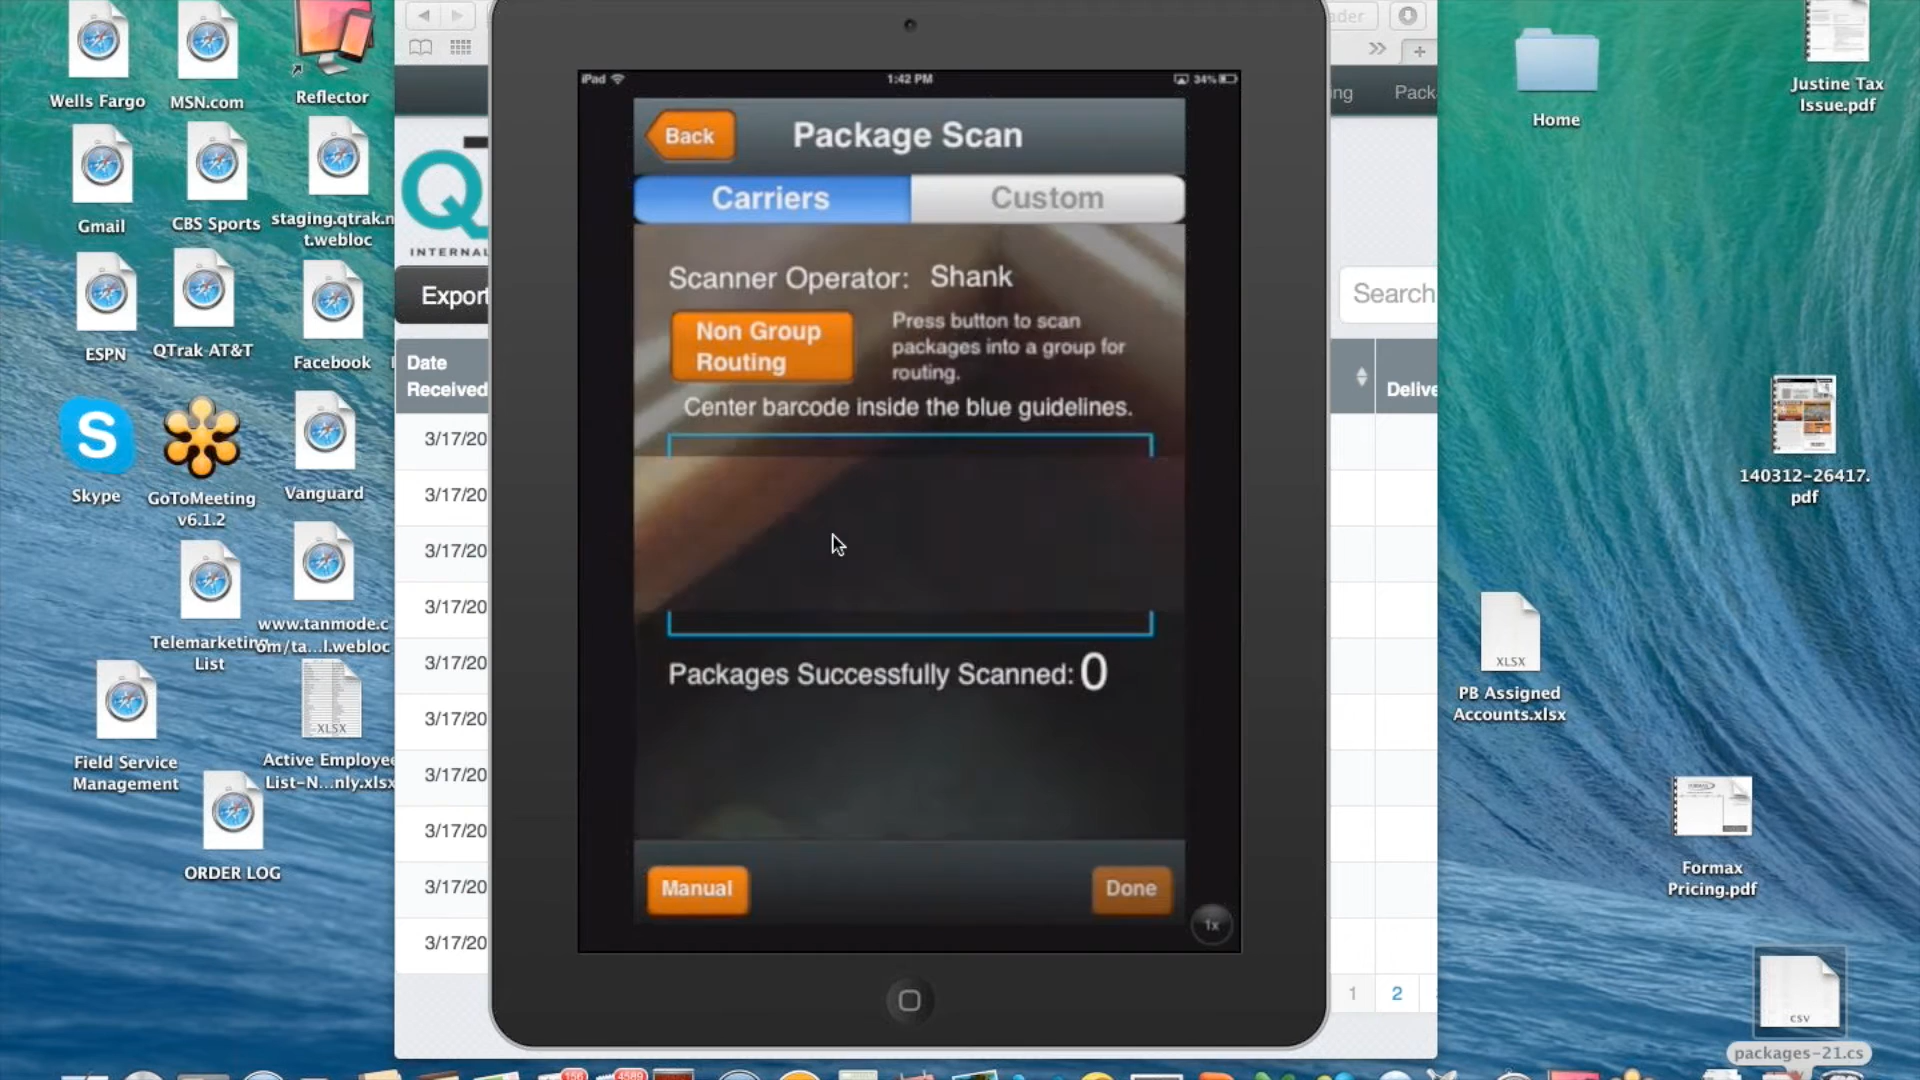 Wells Fargo
MSN.com
Reflector
Gmail
CBS Sports
staging.qtrak.n
t.webloc
ESPN
QTrak AT&T
Facebook
S
Skype
GoToMeeting
v6.1.2
Vanguard
Telemarketing
List
www.tanmode.c
om/ta...l.webloc
Field Service
Management
XLSX
Active Employee
List-N...nly.xlsx
ORDER LOG
Q
INTERNAL
Export
Date
Received
3/17/20
3/17/20
3/17/20
3/17/20
3/17/20
3/17/20
3/17/20
3/17/20
3/17/20
3/17/20
iPad
1:42 PM
34%
Back
Package Scan
Carriers
Custom
Scanner Operator: Shank
Non Group
Routing
Press button to scan
packages into a group for
routing.
Center barcode inside the blue guidelines.
Packages Successfully Scanned: 0
Manual
Done
1x
ader
ng
Pack
Search
Delive
1
2
Home
Justine Tax
Issue.pdf
140312-26417.
pdf
XLSX
PB Assigned
Accounts.xlsx
Formax
Pricing.pdf
csv
packages-21.cs
156
4589